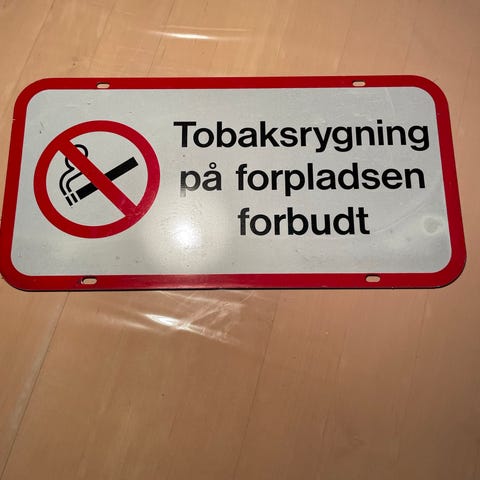 Tobaksrygning
på forpladsen
forbudt